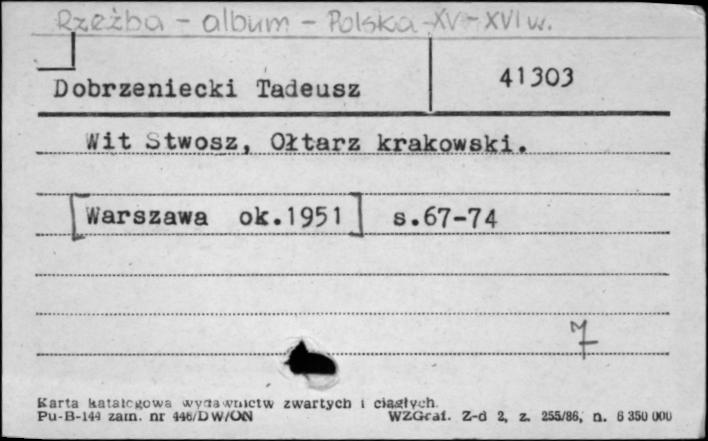 Rzeźba - album - Polska - XV-XVI w.
Dobrzeniecki Tadeusz
41303
Wit Stwosz, Ołtarz krakowski.
[Warszawa ok.1951] s.67-74
7
Karta katalogowa wydawnictw zwartych i ciągłych.
Pu-B-144 zam. nr 446/DW/ON WZGraf. Z-d 2, z. 255/86, n. 6 350 000